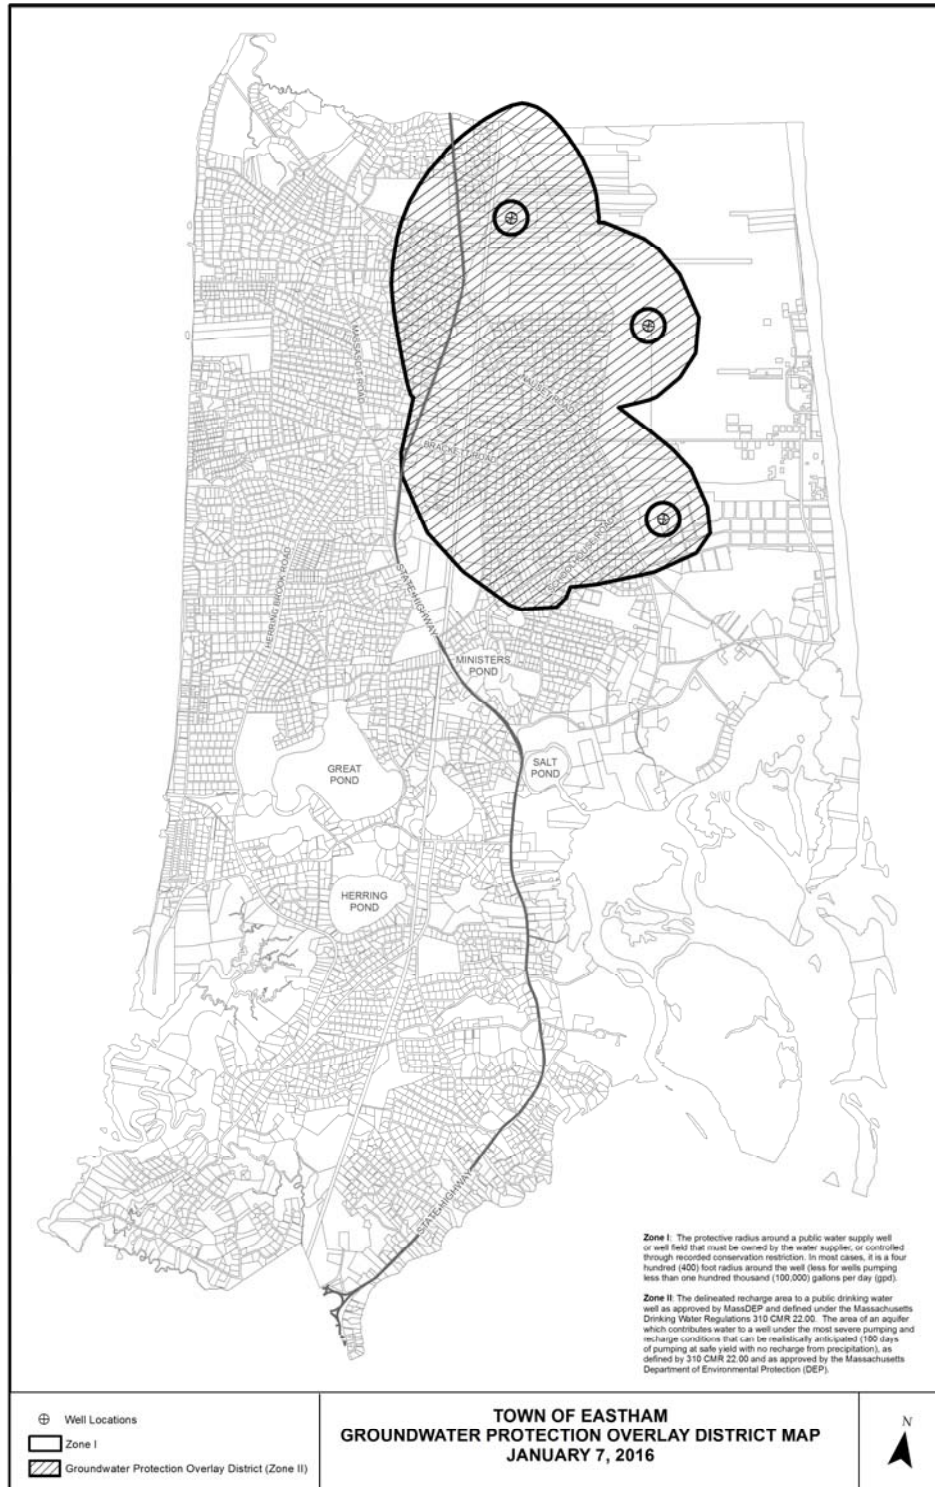 MASSASOIT ROAD
NAUSET ROAD
BRACKETT ROAD
SCHOOLHOUSE ROAD
HERRING BROOK ROAD
STATE HIGHWAY
MINISTERS
POND
GREAT
POND
SALT
POND
HERRING
POND
STATE HIGHWAY
Zone I: The protective radius around a public water supply well
or well field that must be owned by the water supplier, or controlled
through recorded conservation restriction. In most cases, it is a four
hundred (400) foot radius around the well (less for wells pumping
less than one hundred thousand (100,000) gallons per day (gpd).
Zone II: The delineated recharge area to a public drinking water
well as approved by MassDEP and defined under the Massachusetts
Drinking Water Regulations 310 CMR 22.00. The area of an aquifer
which contributes water to a well under the most severe pumping and
recharge conditions that can be realistically anticipated (180 days
of pumping at safe yield with no recharge from precipitation), as
defined by 310 CMR 22.00 and as approved by the Massachusetts
Department of Environmental Protection (DEP).
Well Locations
Zone I
Groundwater Protection Overlay District (Zone II)
TOWN OF EASTHAM
GROUNDWATER PROTECTION OVERLAY DISTRICT MAP
JANUARY 7, 2016
N